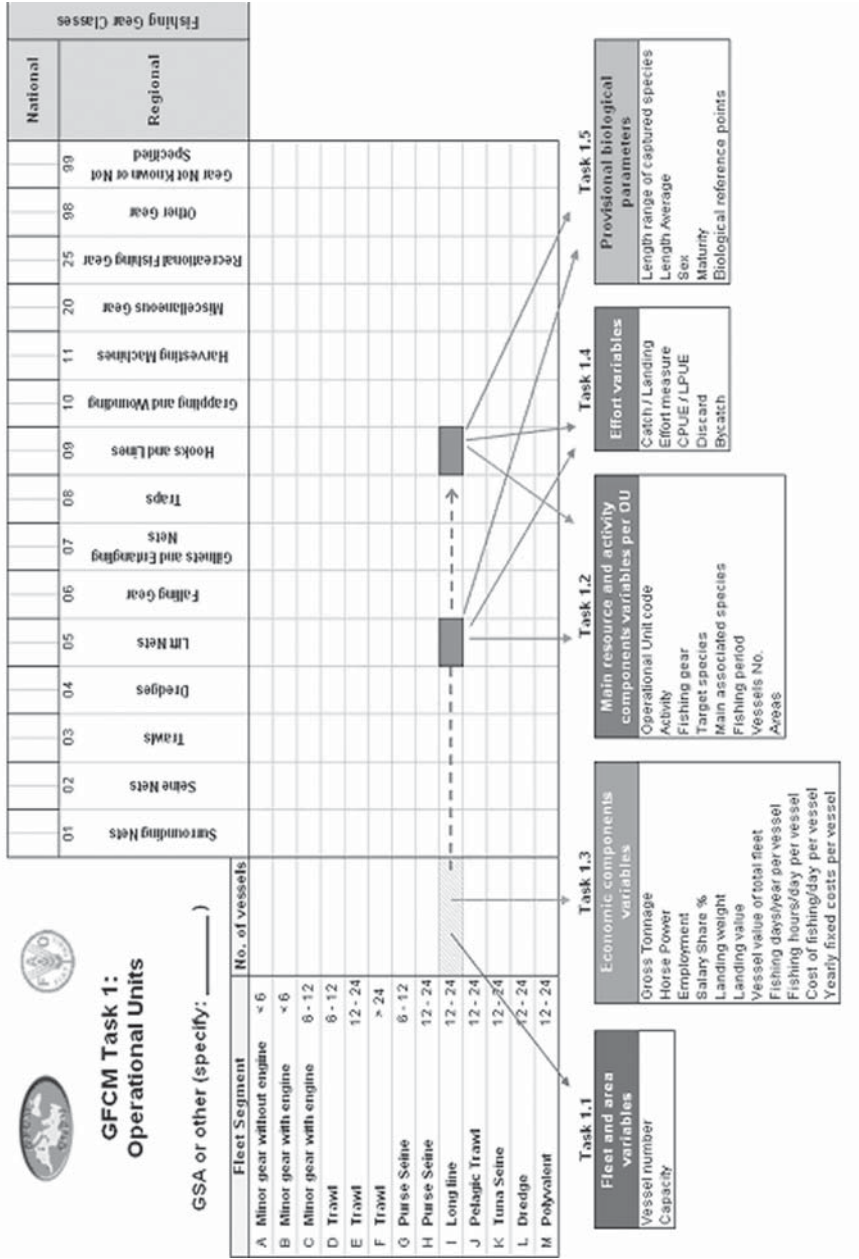 FAO
GFCM Task 1:
Operational Units
GSA or other (specify: ________ )
National
Fishing Gear Classes
01 02 03 04 05 06 07 08 09 10 11 20 25 98 99
Regional
Surrounding Nets
Seine Nets
Trawls
Dredges
Lift Nets
Falling Gear
Gillnets and Entangling
Nets
Traps
Hooks and Lines
Grappling and Wounding
Harvesting Machines
Miscellaneous Gear
Recreational Fishing Gear
Other Gear
Gear Not Known or Not
Specified
Fleet Segment No. of vessels
A Minor gear without engine < 6
B Minor gear with engine < 6
C Minor gear with engine 6 - 12
D Trawl 6 - 12
E Trawl 12 - 24
F Trawl > 24
G Purse Seine 6 - 12
H Purse Seine 12 - 24
I Long line 12 - 24
J Pelagic Trawl 12 - 24
K Tuna Seine 12 - 24
L Dredge 12 - 24
M Polyvalent 12 - 24
Task 1.1
Fleet and area
variables
Vessel number
Capacity
Task 1.3
Economic components
variables
Gross Tonnage
Horse Power
Employment
Salary Share %
Landing weight
Landing value
Vessel value of total fleet
Fishing days/year per vessel
Fishing hours/day per vessel
Cost of fishing/day per vessel
Yearly fixed costs per vessel
Task 1.2
Main resource and activity
components variables per OU
Operational Unit code
Activity
Fishing gear
Target species
Main associated species
Fishing period
Vessels No.
Areas
Task 1.4
Effort variables
Catch / Landing
Effort measure
CPUE / LPUE
Discard
Bycatch
Task 1.5
Provisional biological
parameters
Length range of captured species
Length Average
Sex
Maturity
Biological reference points